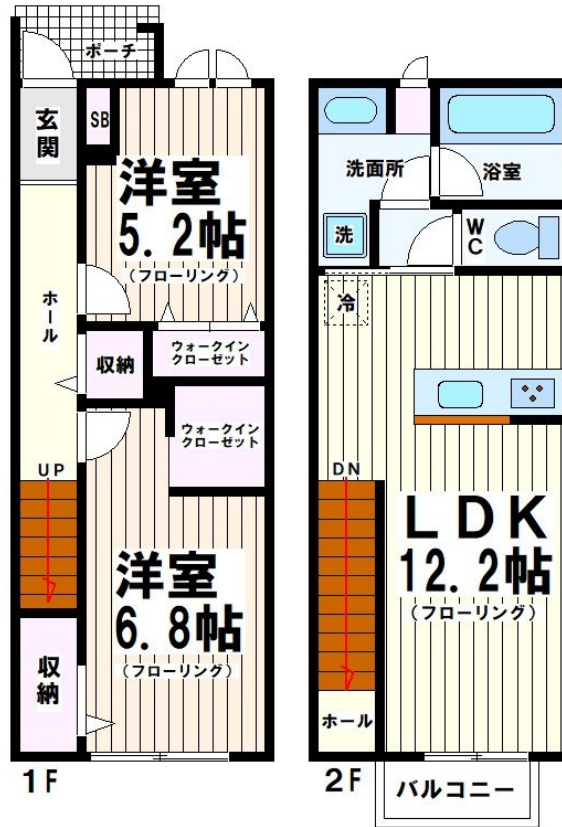 ポーチ
玄関
SB
洋室
5.2帖
(フローリング)
ホール
収納
ウォークイン
クローゼット
ウォークイン
クローゼット
UP
洋室
6.8帖
(フローリング)
収納
1F
洗面所
浴室
洗
WC
冷
DN
LDK
12.2帖
(フローリング)
ホール
2F
バルコニー